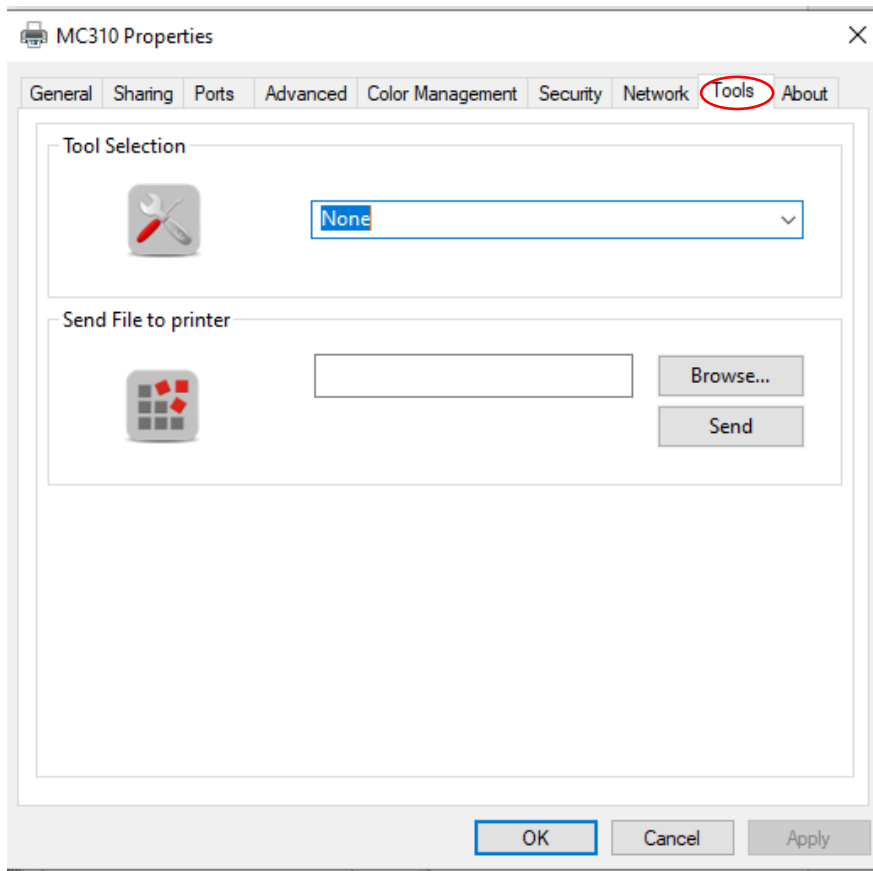 MC310 Properties
General Sharing Ports Advanced Color Management Security Network Tools About
Tool Selection
None
Send File to printer
Browse...
Send
OK Cancel Apply